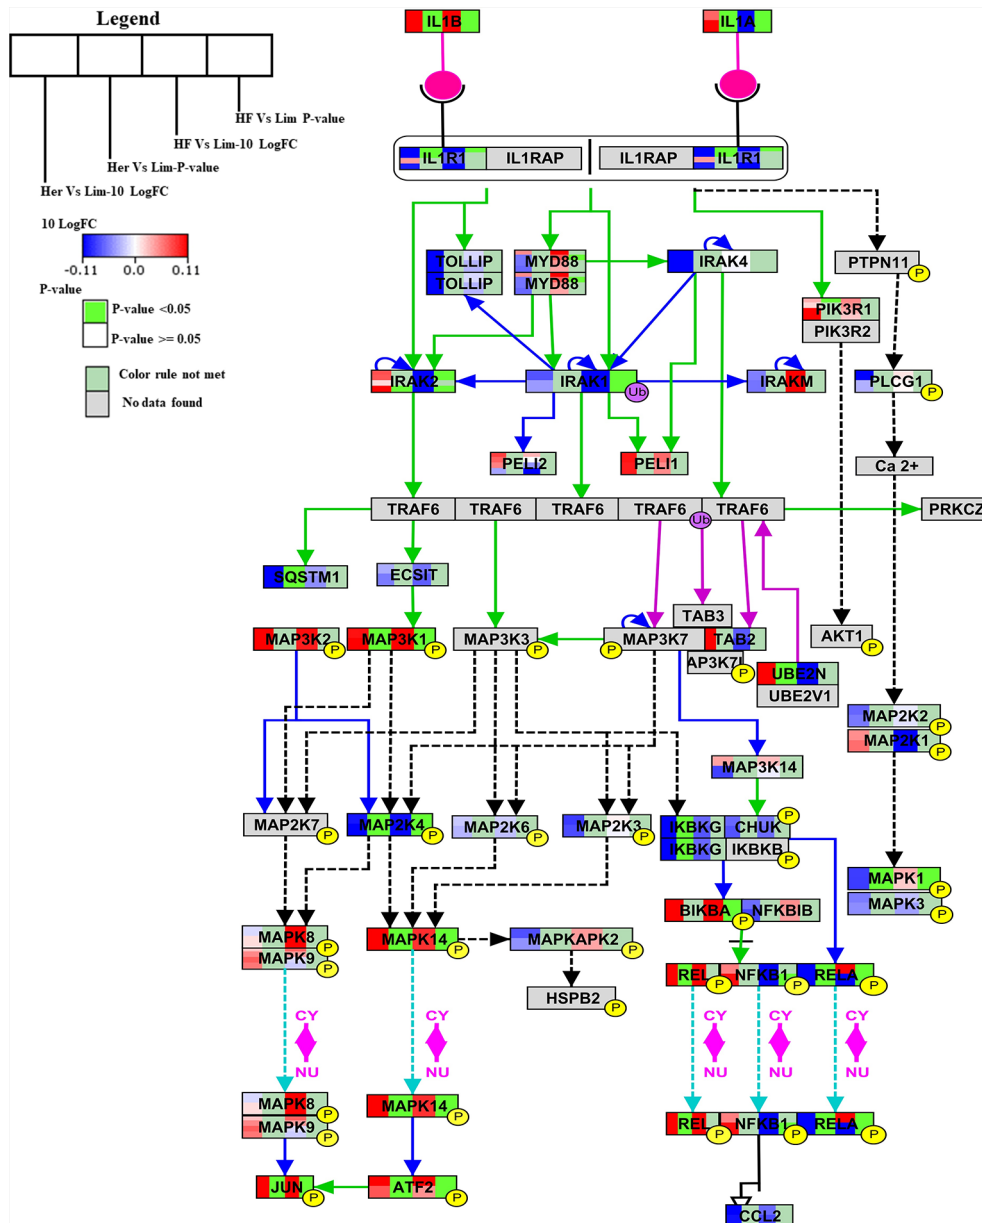 Legend
IL1B
IL1A
HF Vs Lim P-value
HF Vs Lim-10 LogFC
Her Vs Lim-P-value
Her Vs Lim-10 LogFC
IL1R1 IL1RAP IL1RAP IL1R1
10 LogFC
-0.11 0.0 0.11
P-value
P-value <0.05
P-value >= 0.05
Color rule not met
No data found
TOLLIP MYD88 IRAK4 PTPN11 P
TOLLIP MYD88
PIK3R1
PIK3R2
IRAK2 IRAK1 Ub IRAKM PLCG1 P
PELI2 PELI1 Ca 2+
TRAF6 TRAF6 TRAF6 TRAF6 TRAF6 PRKCZ
Ub
SQSTM1 ECSIT
TAB3
MAP3K2 P MAP3K1 P MAP3K3 P P MAP3K7 TAB2 AKT1 P
AP3K7I P
UBE2N
UBE2V1
MAP2K2 P
MAP2K1 P
MAP3K14
MAP2K7 P MAP2K4 P MAP2K6 P MAP2K3 P IKBKG CHUK P
IKBKG IKBKB P
MAPK1 P
MAPK3 P
BIKBA P NFKBIB
MAPK8 P MAPK14 P MAPKAPK2 P
MAPK9 P
REL P NFKB1 P RELA P
HSPB2 P
CY CY CY CY CY
NU NU NU NU NU
MAPK8 P MAPK14 P
MAPK9 P
REL P NFKB1 P RELA P
JUN P ATF2 P
CCL2